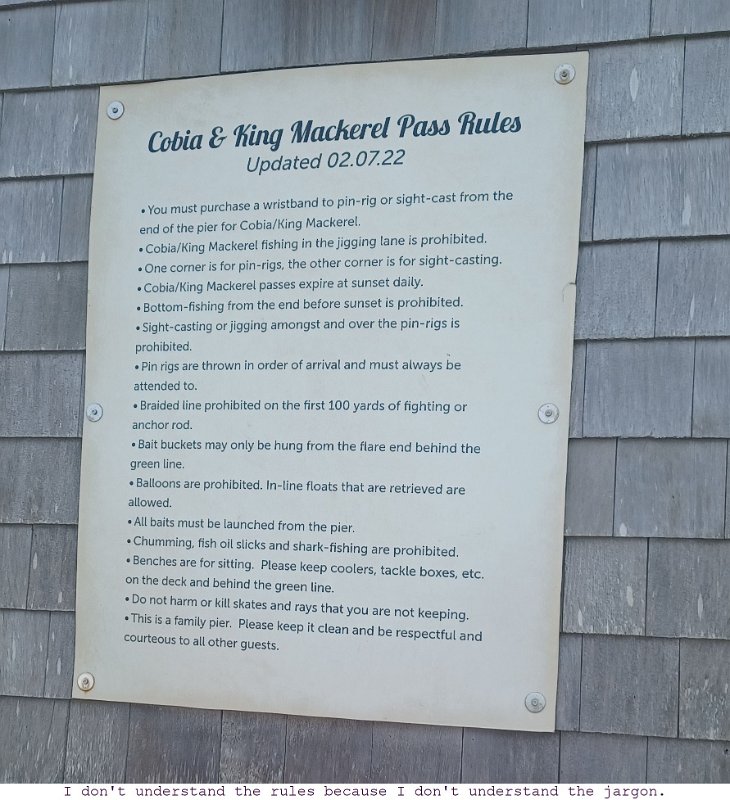 Cobia & King Mackerel Pass Rules
Updated 02.07.22
• You must purchase a wristband to pin-rig or sight-cast from the
end of the pier for Cobia/King Mackerel.
• Cobia/King Mackerel fishing in the jigging lane is prohibited.
• One corner is for pin-rigs, the other corner is for sight-casting.
• Cobia/King Mackerel passes expire at sunset daily.
• Bottom-fishing from the end before sunset is prohibited.
• Sight-casting or jigging amongst and over the pin-rigs is
prohibited.
• Pin rigs are thrown in order of arrival and must always be
attended to.
• Braided line prohibited on the first 100 yards of fighting or
anchor rod.
• Bait buckets may only be hung from the flare end behind the
green line.
• Balloons are prohibited. In-line floats that are retrieved are
allowed.
• All baits must be launched from the pier.
• Chumming, fish oil slicks and shark-fishing are prohibited.
• Benches are for sitting. Please keep coolers, tackle boxes, etc.
on the deck and behind the green line.
• Do not harm or kill skates and rays that you are not keeping.
• This is a family pier. Please keep it clean and be respectful and
courteous to all other guests.
I don't understand the rules because I don't understand the jargon.